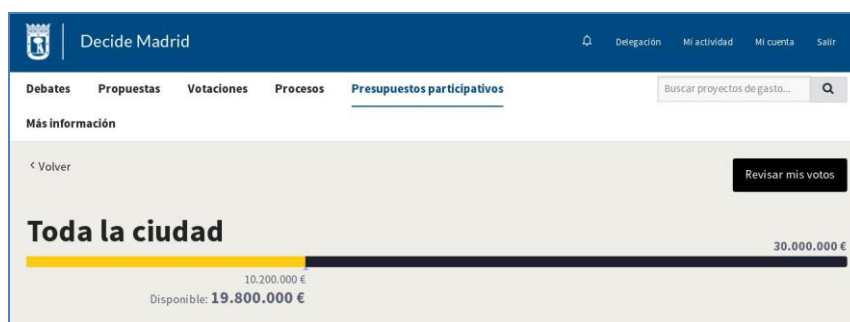 Decide Madrid
Delegación Mi actividad Mi cuenta Salir
Debates Propuestas Votaciones Procesos Presupuestos participativos
Buscar proyectos de gasto...
Más información
< Volver
Revisar mis votos
Toda la ciudad
30.000.000 €
10.200.000 €
Disponible: 19.800.000 €